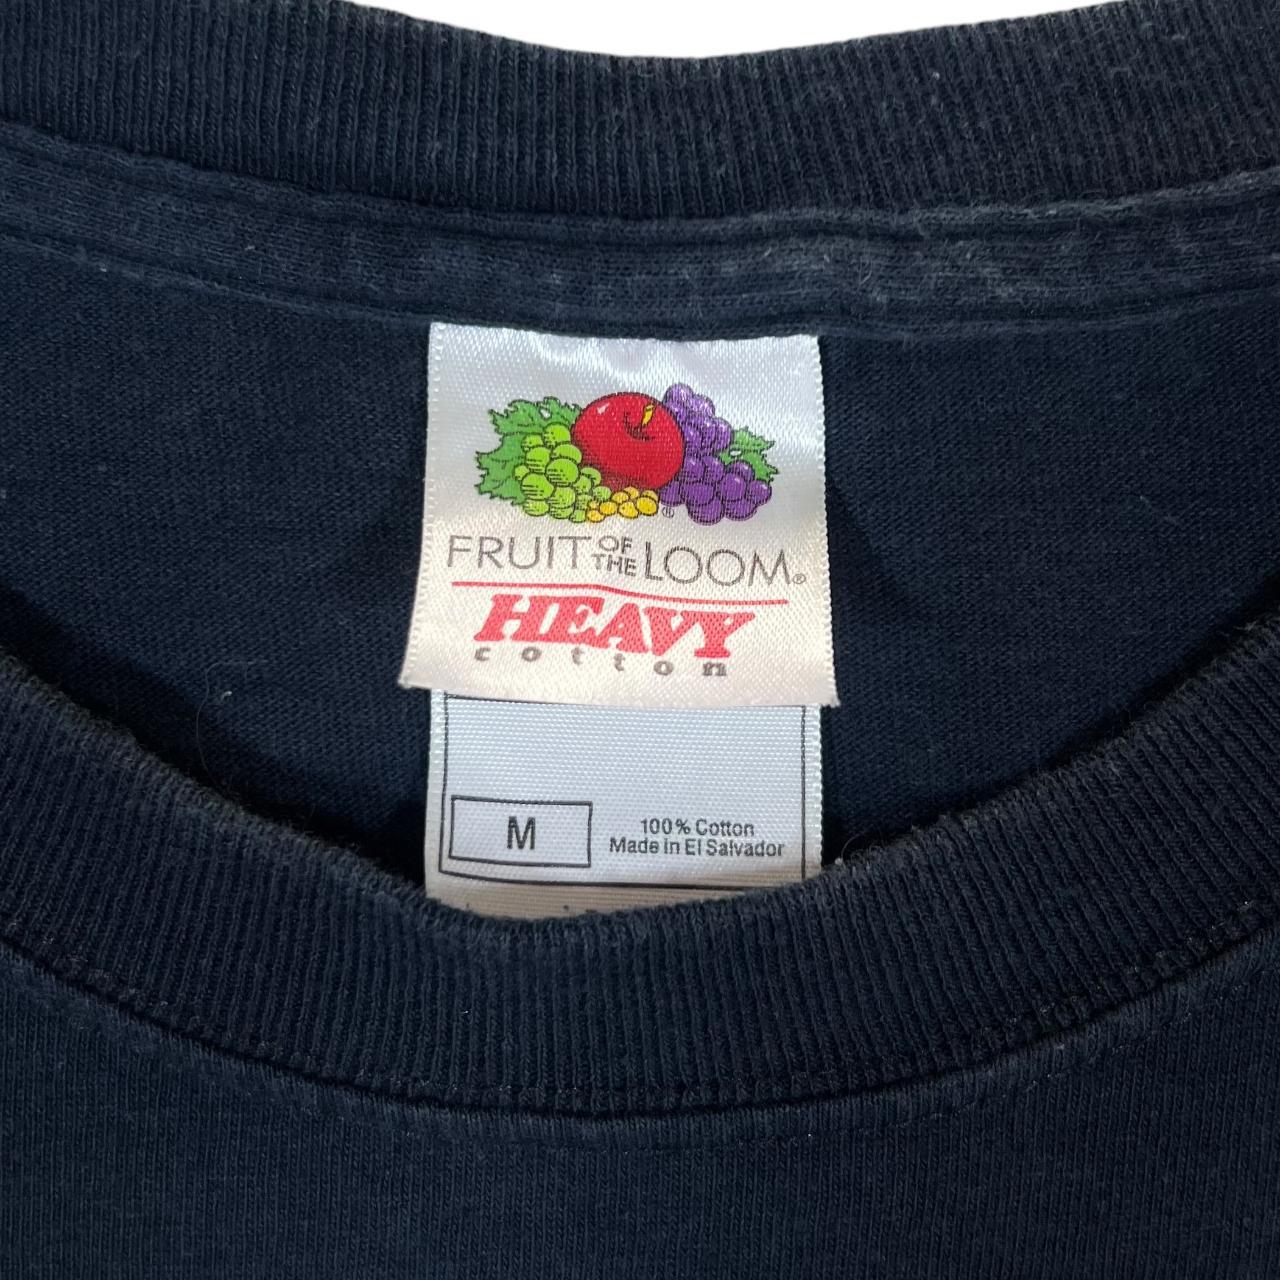 FRUIT OF THE LOOM®
HEAVY
cotton
M
100% Cotton
Made in El Salvador